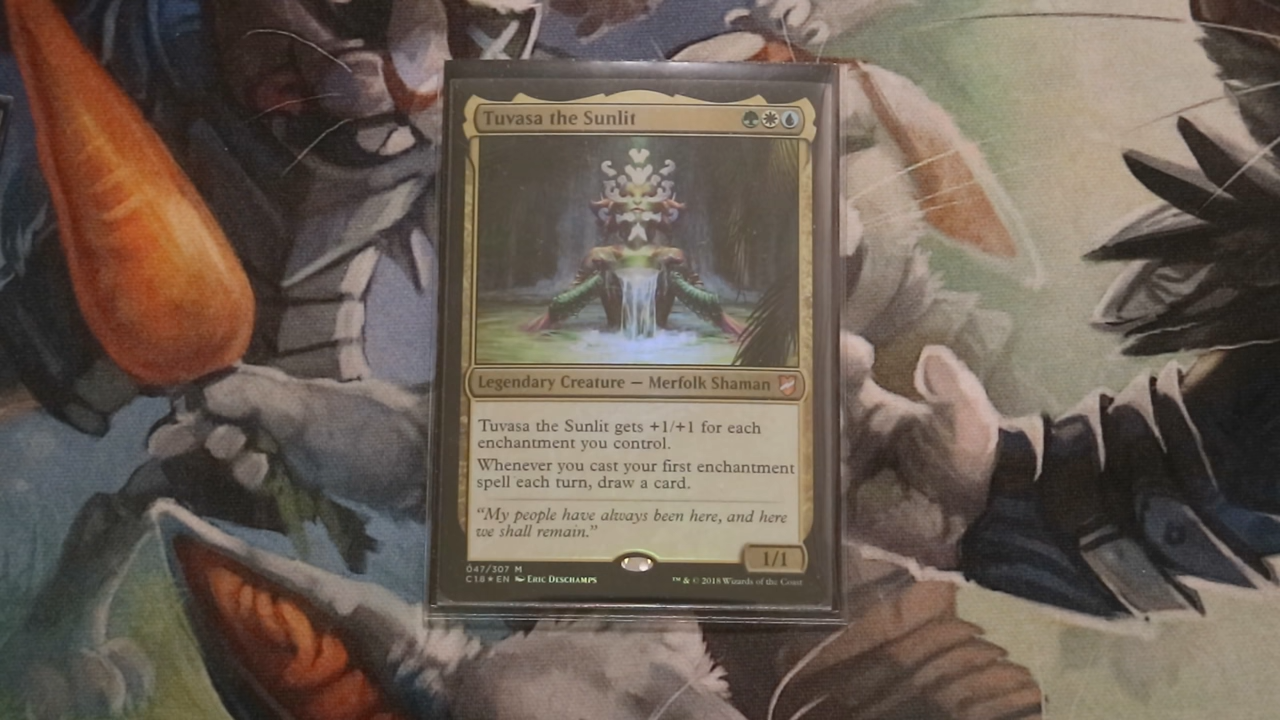 Tuvasa the Sunlit
Legendary Creature — Merfolk Shaman
Tuvasa the Sunlit gets +1/+1 for each
enchantment you control.
Whenever you cast your first enchantment
spell each turn, draw a card.
“My people have always been here, and here
we shall remain.”
1/1
047/307 M
C18★EN Eric Deschamps
™ & © 2018 Wizards of the Coast